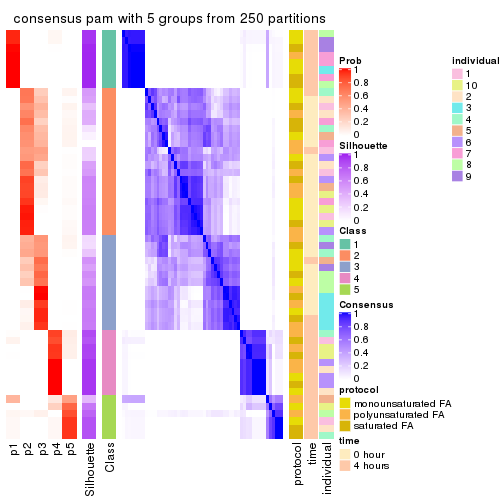 consensus pam with 5 groups from 250 partitions
Prob
1
0.8
0.6
0.4
0.2
0
Silhouette
1
0.8
0.6
0.4
0.2
0
Class
1
2
3
4
5
Consensus
1
0.8
0.6
0.4
0.2
0
protocol
monounsaturated FA
polyunsaturated FA
saturated FA
time
0 hour
4 hours
individual
1
10
2
3
4
5
6
7
8
9
p1
p2
p3
p4
p5
Silhouette
Class
protocol
time
individual